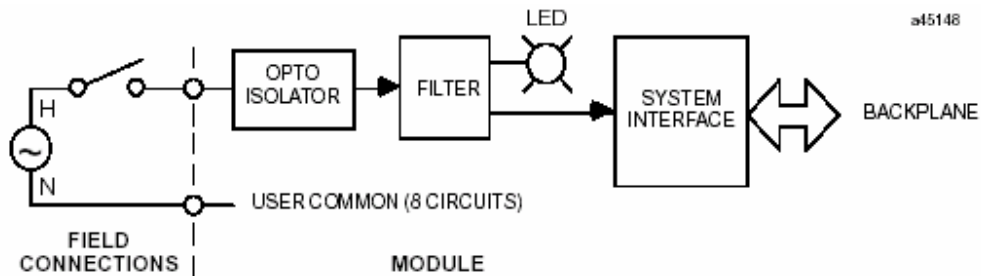 LED
a45148
OPTO
ISOLATOR
FILTER
SYSTEM
INTERFACE
BACKPLANE
H
~
N
USER COMMON (8 CIRCUITS)
FIELD
CONNECTIONS
MODULE